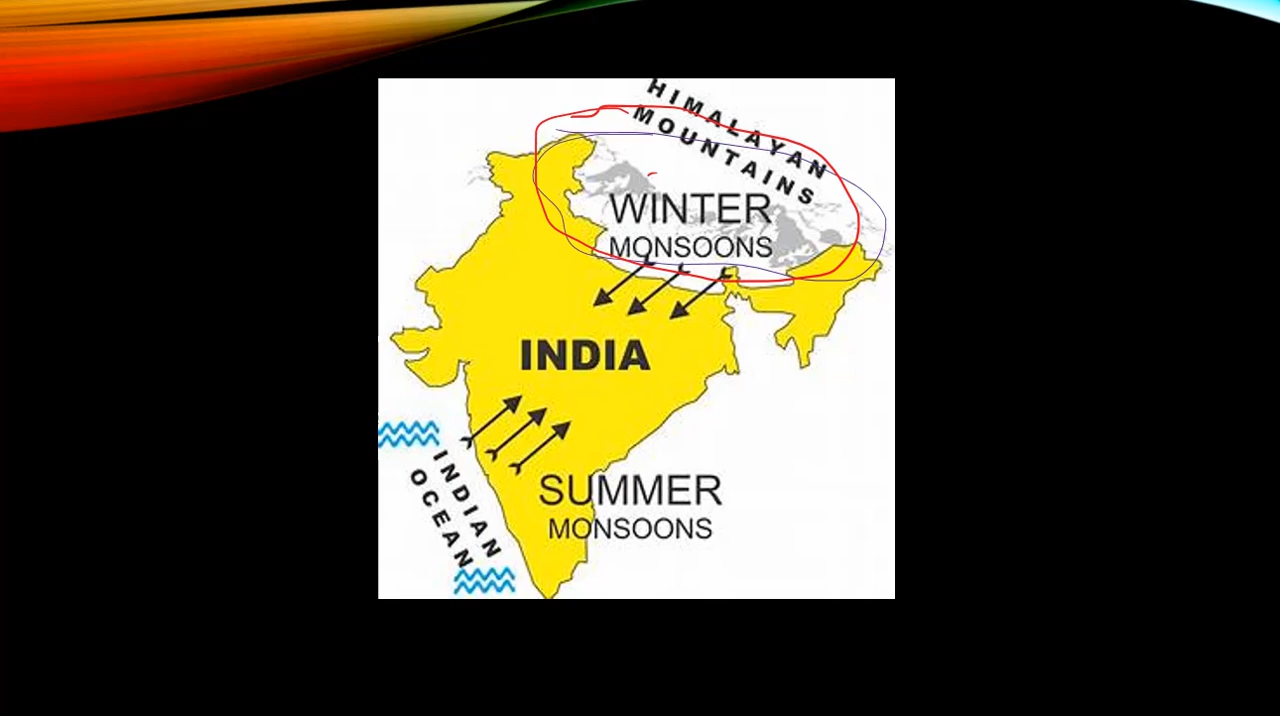 HIMALAYAN
MOUNTAINS
WINTER
MONSOONS
INDIA
INDIAN
OCEAN
SUMMER
MONSOONS